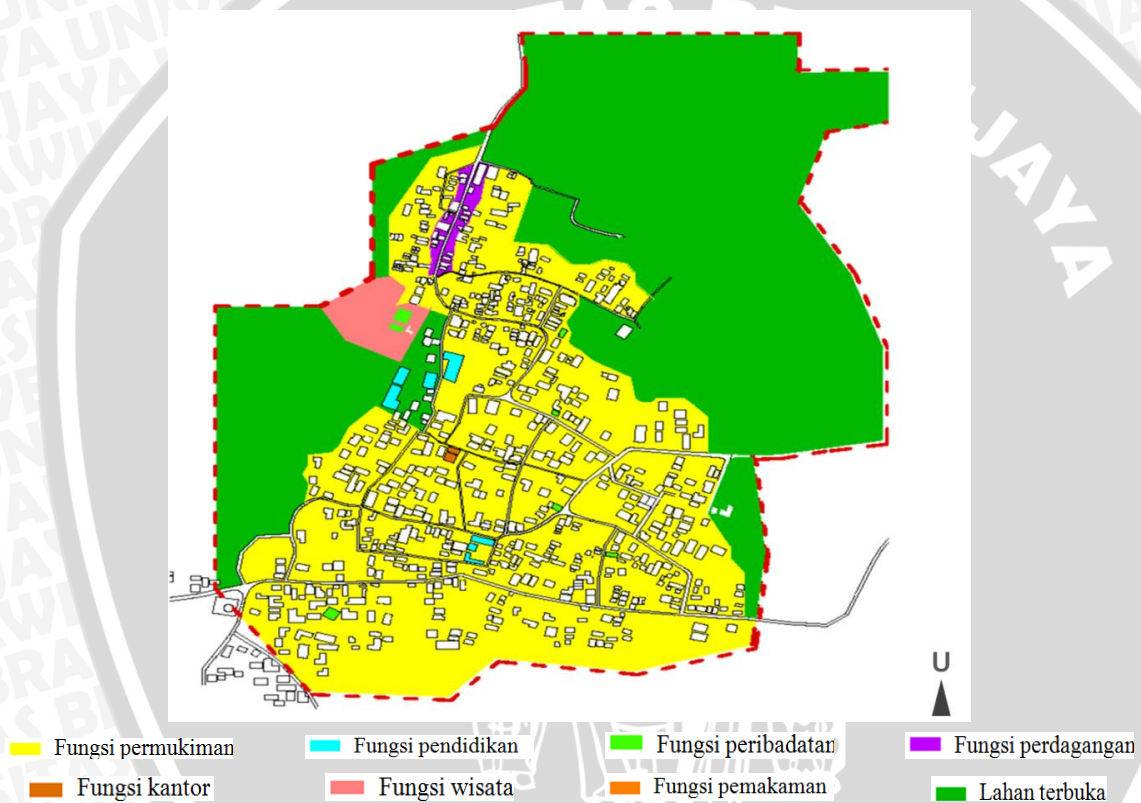 U
Fungsi permukiman
Fungsi pendidikan
Fungsi peribadatan
Fungsi perdagangan
Fungsi kantor
Fungsi wisata
Fungsi pemakaman
Lahan terbuka